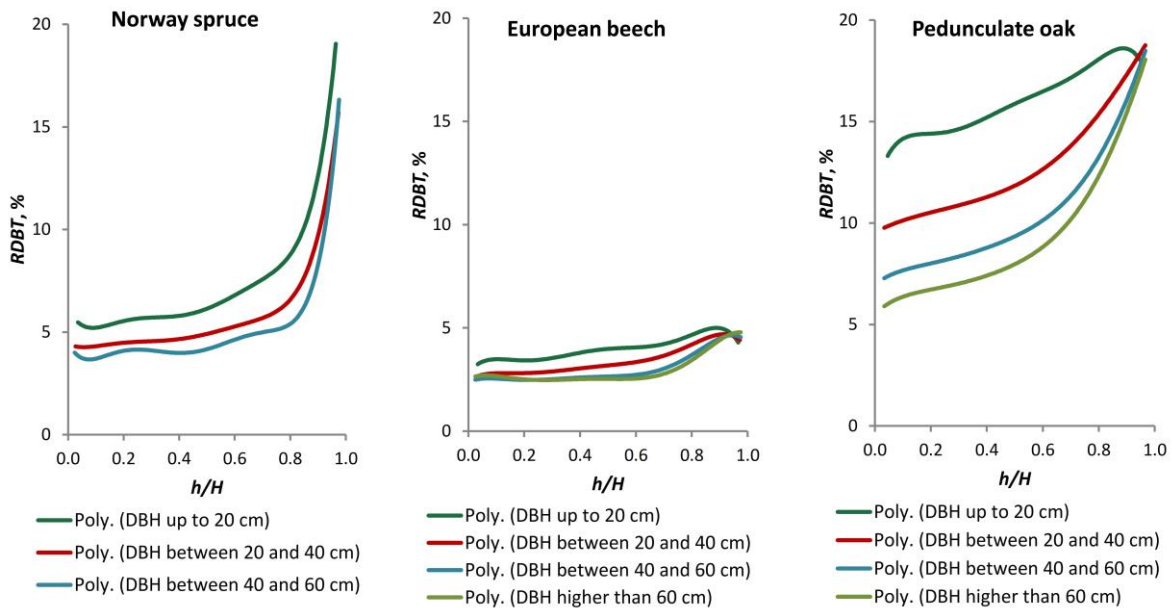 Norway spruce
20
15
10
5
0
RDBT, %
0.0 0.2 0.4 0.6 0.8 1.0
h/H
Poly. (DBH up to 20 cm)
Poly. (DBH between 20 and 40 cm)
Poly. (DBH between 40 and 60 cm)
European beech
20
15
10
5
0
RDBT, %
0.0 0.2 0.4 0.6 0.8 1.0
h/H
Poly. (DBH up to 20 cm)
Poly. (DBH between 20 and 40 cm)
Poly. (DBH between 40 and 60 cm)
Poly. (DBH higher than 60 cm)
Pedunculate oak
20
15
10
5
0
RDBT, %
0.0 0.2 0.4 0.6 0.8 1.0
h/H
Poly. (DBH up to 20 cm)
Poly. (DBH between 20 and 40 cm)
Poly. (DBH between 40 and 60 cm)
Poly. (DBH higher than 60 cm)